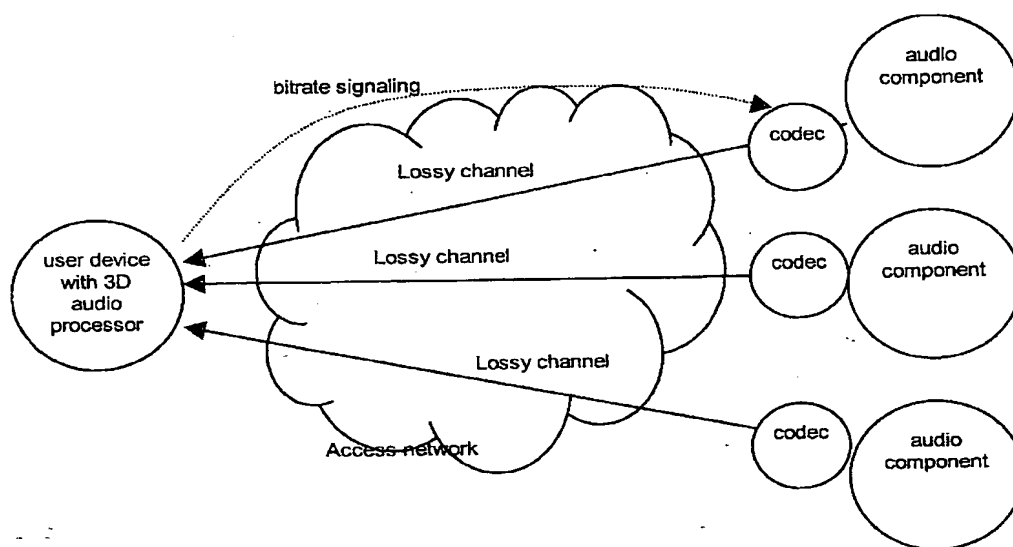 audio
component
bitrate signaling
codec
Lossy channel
user device
with 3D
audio
processor
Lossy channel
codec
audio
component
Lossy channel
codec
audio
component
Access network